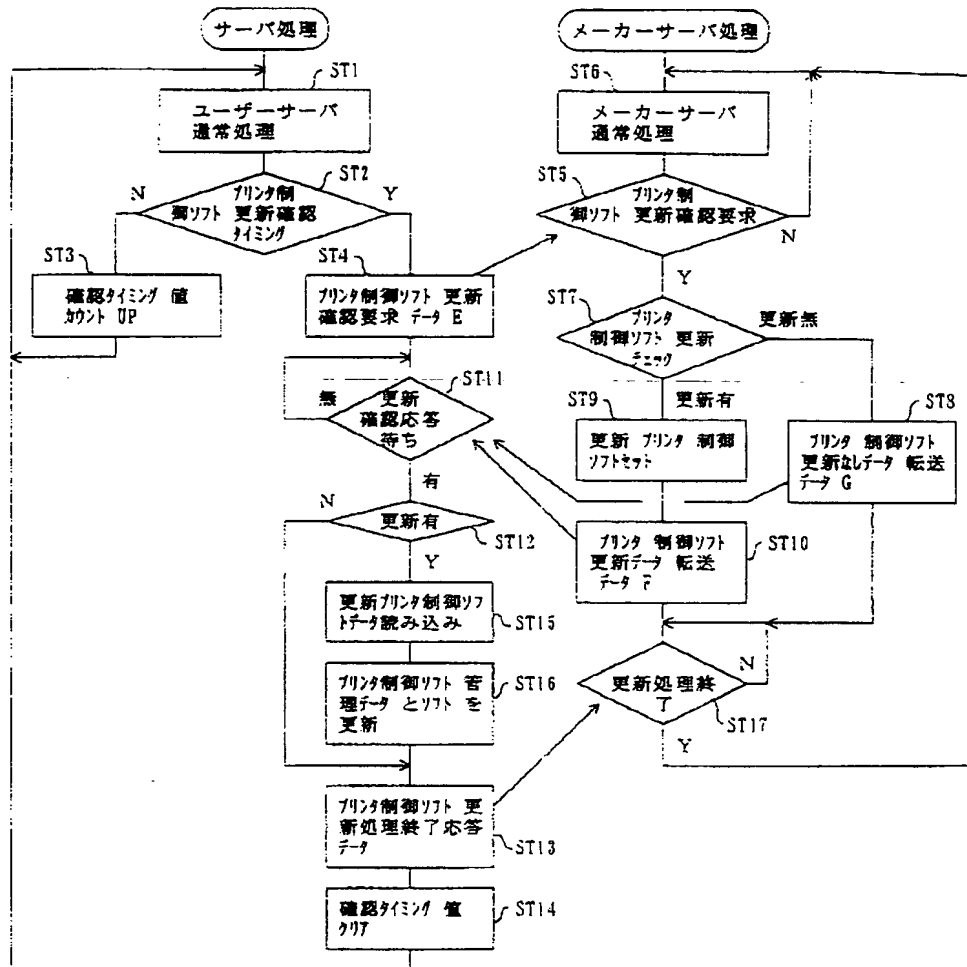 サーバ処理
ST1
ユーザーサーバ
通常処理
ST2
N
Y
プリンタ制
御ソフト 更新確認
タイミング
ST3
確認タイミング 値
カウント UP
ST4
プリンタ制御ソフト 更新
確認要求 データ E
ST11
無
更新
確認応答
待ち
有
N
更新有
ST12
Y
更新プリンタ制御ソフ
トデータ読み込み
ST15
プリンタ制御ソフト 管
理データ とソフト を
更新
ST16
プリンタ制御ソフト 更
新処理終了応答
データ
ST13
確認タイミング 値
クリア
ST14
メーカーサーバ処理
ST6
メーカーサーバ
通常処理
ST5
プリンタ制
御ソフト 更新確認要求
N
Y
ST7
プリンタ
制御ソフト 更新
チェック
更新無
更新有
ST9
更新 プリンタ 制御
ソフトセット
ST8
プリンタ 制御ソフト
更新なしデータ 転送
データ G
プリンタ 制御ソフト
更新データ 転送
データ F
ST10
更新処理終
了
N
ST17
Y